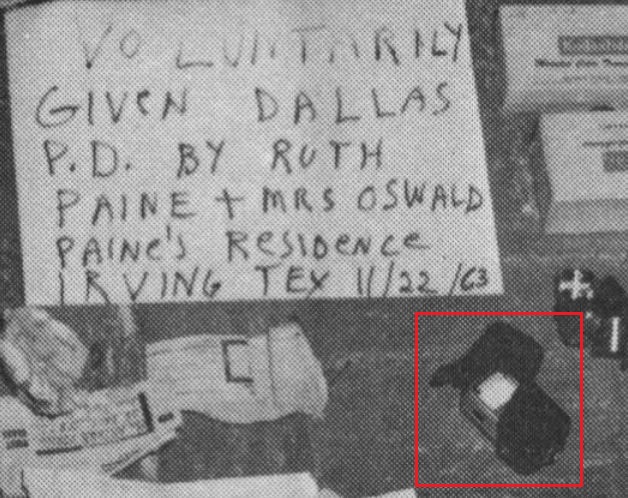 VOLUNTARILY
GIVEN DALLAS
P.D. BY RUTH
PAINE + MRS OSWALD
PAINE'S RESIDENCE
IRVING TEX 11/22/63